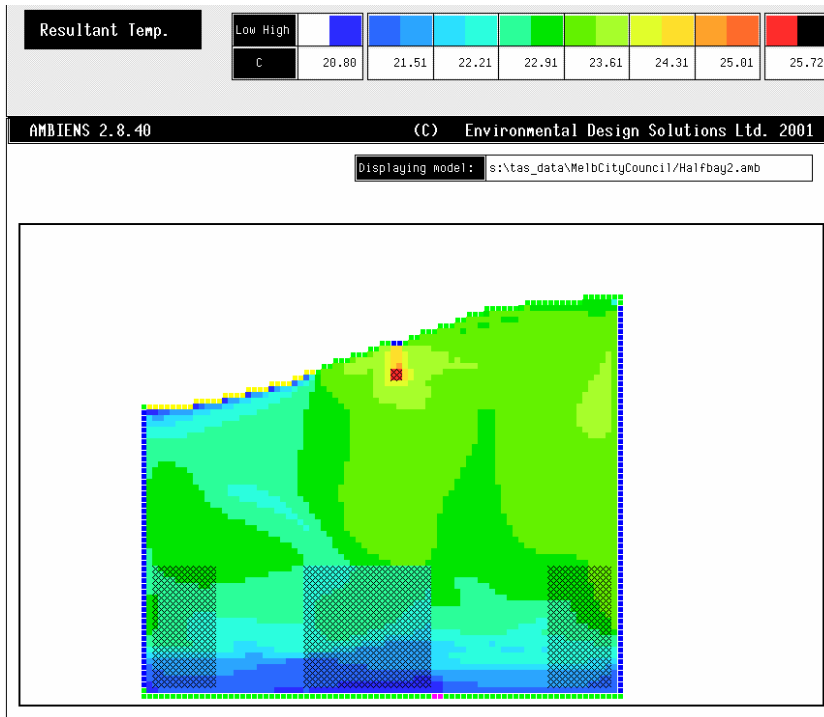 Resultant Temp.
Low High
C 20.80 21.51 22.21 22.91 23.61 24.31 25.01 25.72
AMBIENS 2.8.40 (C) Environmental Design Solutions Ltd. 2001
Displaying model: s:\tas_data\MelbCityCouncil/Halfbay2.amb